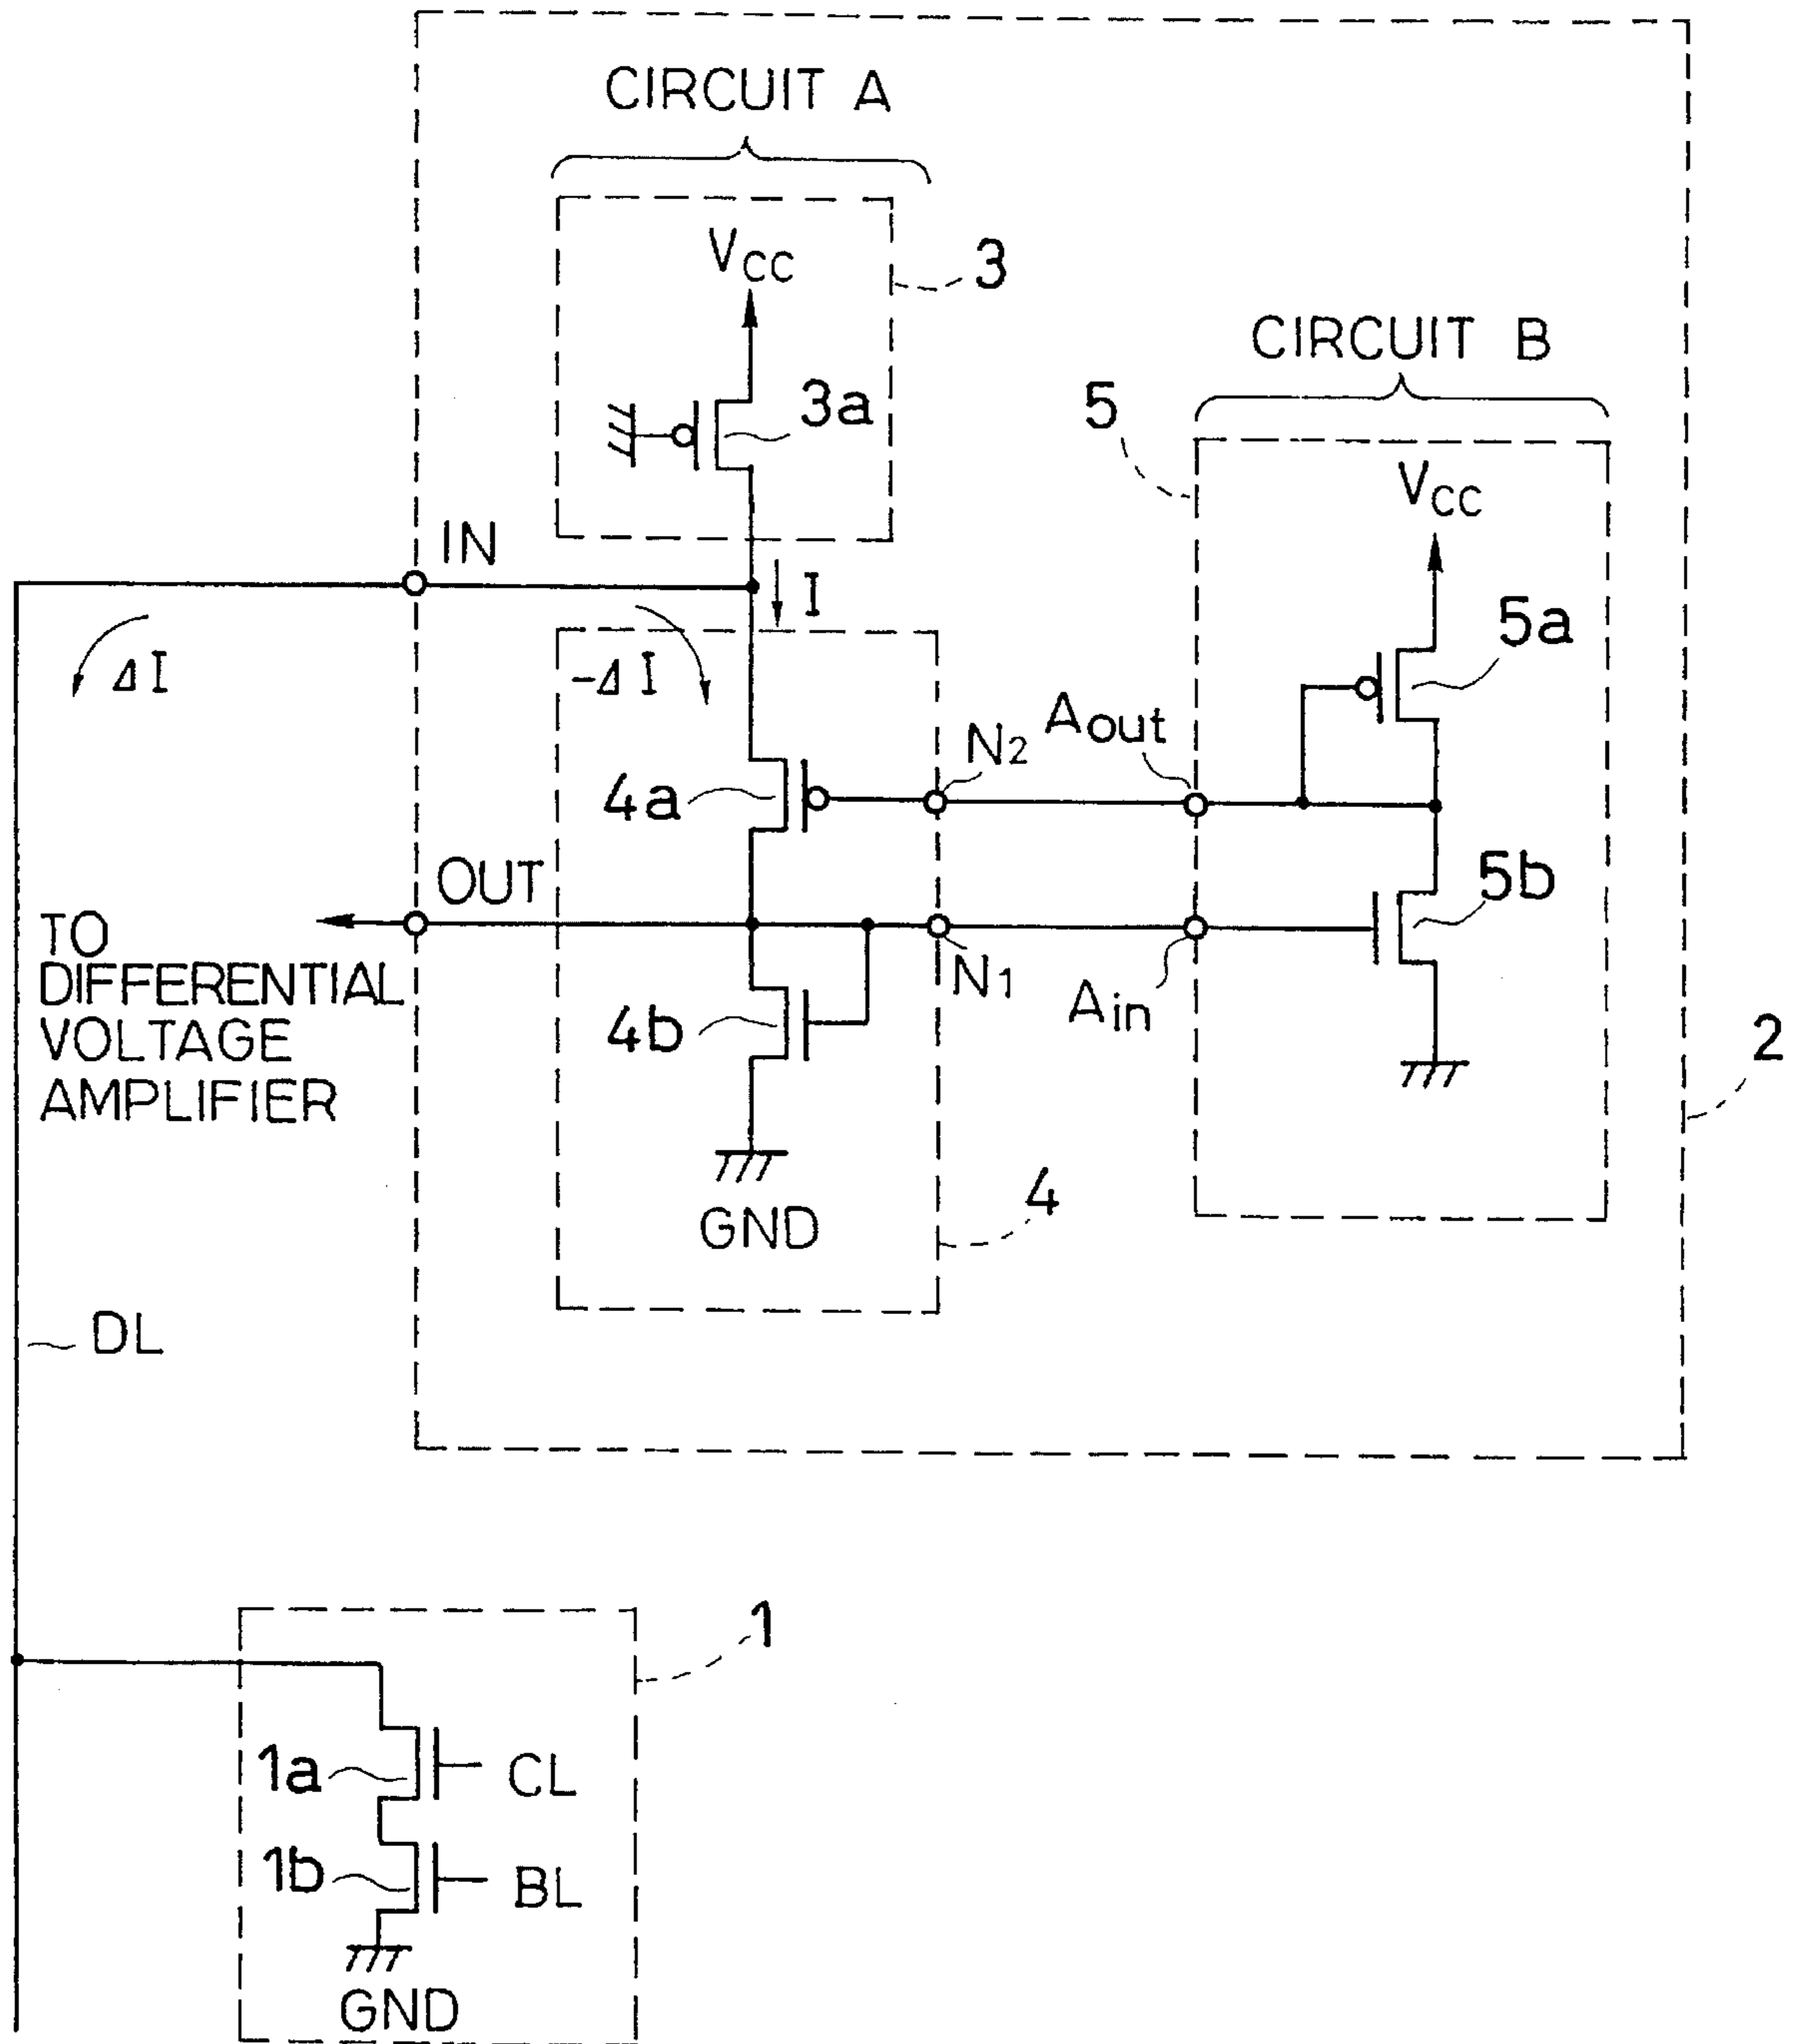 CIRCUIT A
VCC
3
3a
CIRCUIT B
5
VCC
IN
I
5a
ΔI
-ΔI
Aout
N2
4a
OUT
5b
TO
DIFFERENTIAL
VOLTAGE
AMPLIFIER
N1
Ain
4b
2
4
GND
DL
1
1a
CL
1b
BL
GND